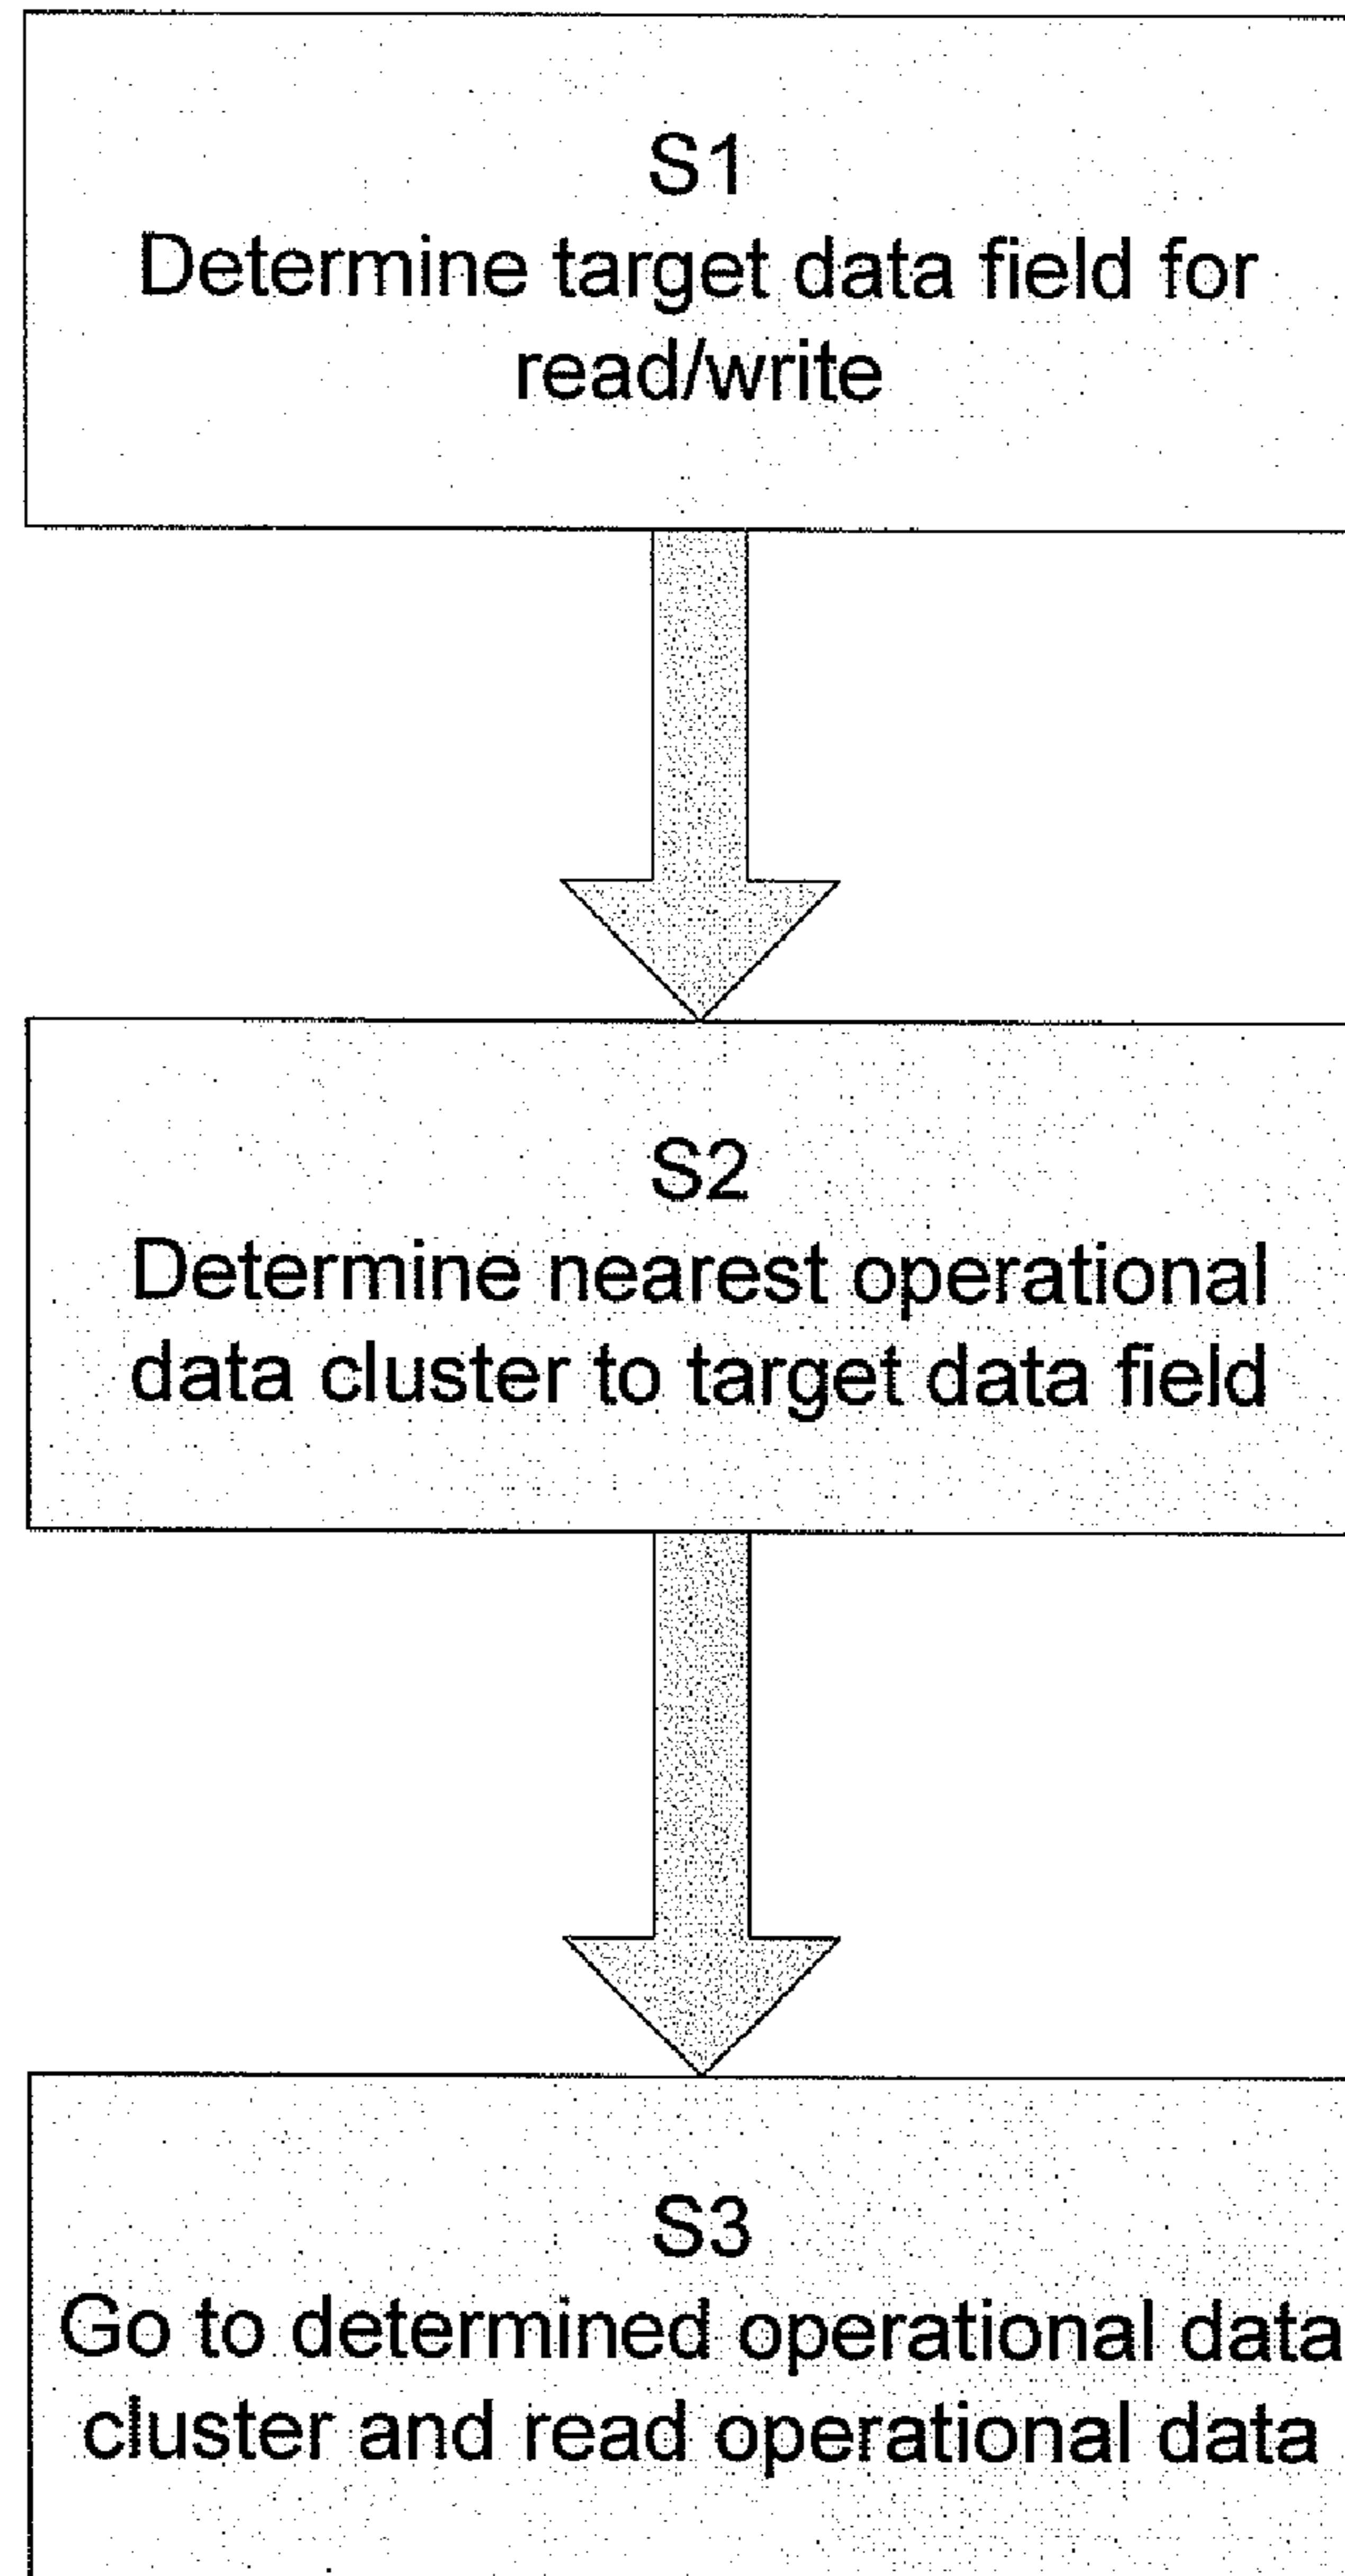 S1
Determine target data field for
read/write
S2
Determine nearest operational
data cluster to target data field
S3
Go to determined operational data
cluster and read operational data